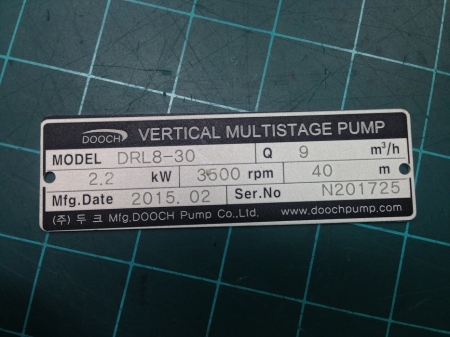 DOOCH VERTICAL MULTISTAGE PUMP
MODEL DRL8-30 Q 9 m³/h
2.2 kW 3500 rpm 40 m
Mfg.Date 2015. 02 Ser.No N201725
(주) 두 크 Mfg,DOOCH Pump Co.,Ltd. www.doochpump.com